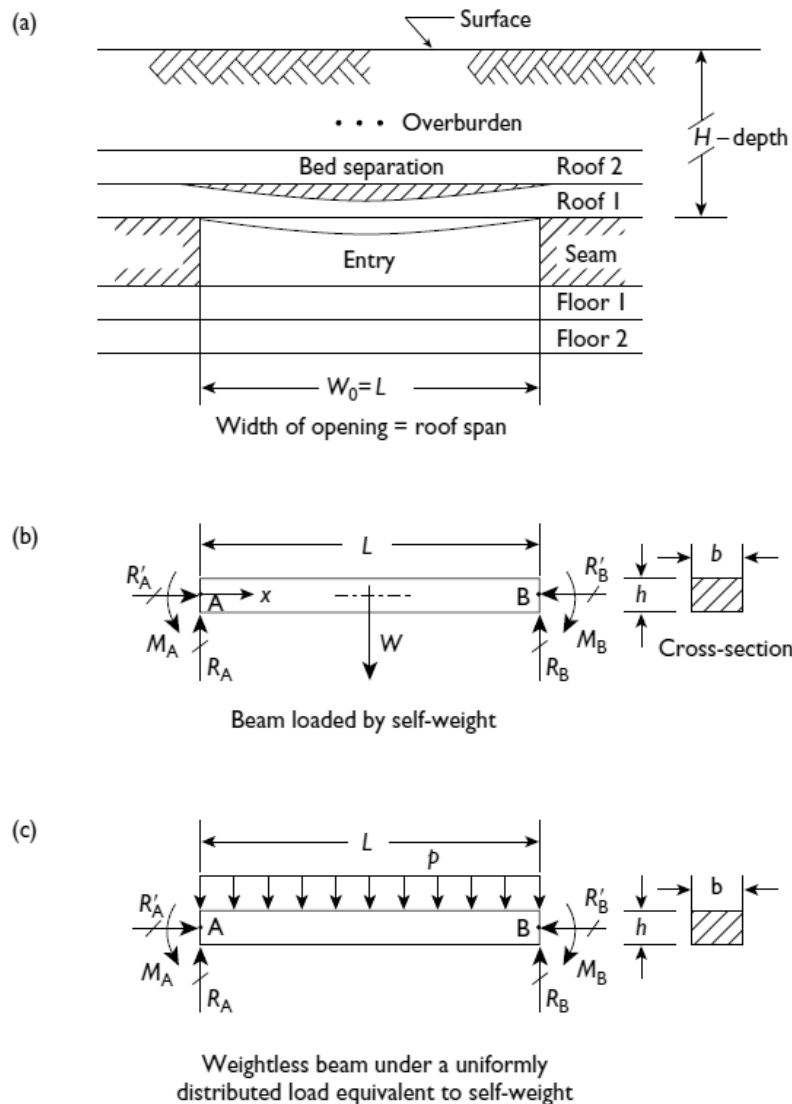 (a)
Surface
• • • Overburden
H – depth
Bed separation
Roof 2
Roof 1
Entry
Seam
Floor 1
Floor 2
W₀ = L
Width of opening = roof span
(b)
L
b
R′A
A
x
B
R′B
h
MA
W
MB
Cross-section
RA
RB
Beam loaded by self-weight
(c)
L
p
b
R′A
A
B
R′B
h
MA
MB
RA
RB
Weightless beam under a uniformly
distributed load equivalent to self-weight